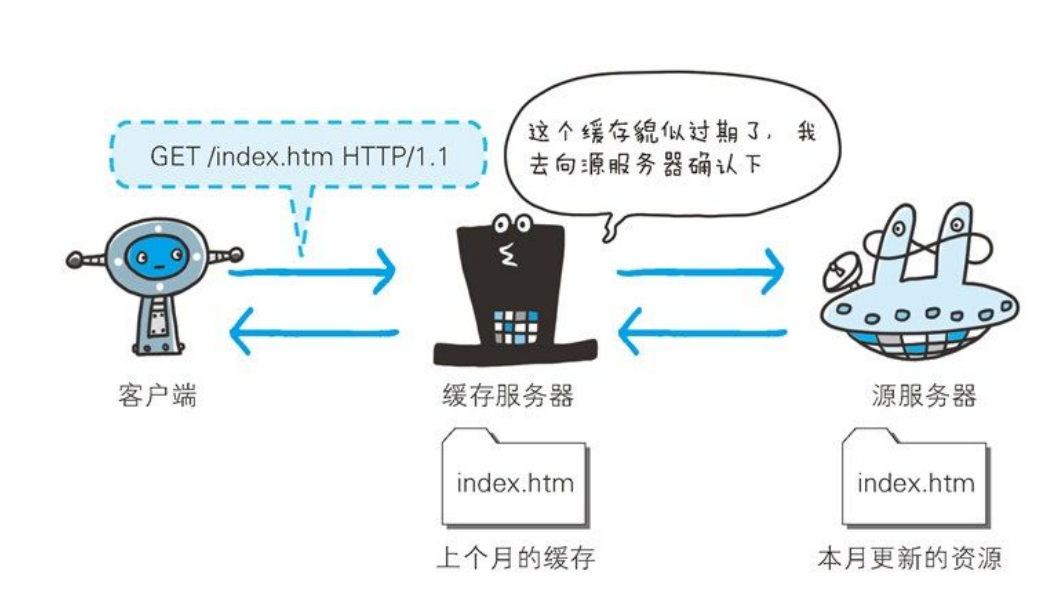 GET /index.htm HTTP/1.1
这个缓存貌似过期了，我
去向源服务器确认下
客户端
缓存服务器
源服务器
index.htm
index.htm
上个月的缓存
本月更新的资源